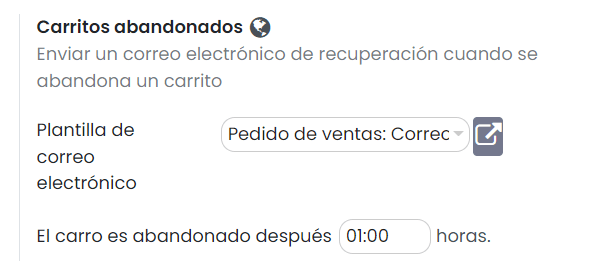 Carritos abandonados
Enviar un correo electrónico de recuperación cuando se
abandona un carrito
Plantilla de
correo
electrónico
Pedido de ventas: Correo
El carro es abandonado después 01:00 horas.